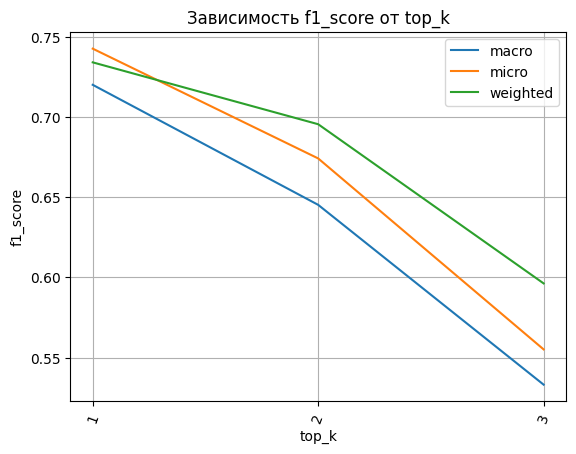 Зависимость f1_score от top_k
macro
micro
weighted
f1_score
0.75
0.70
0.65
0.60
0.55
1
2
3
top_k